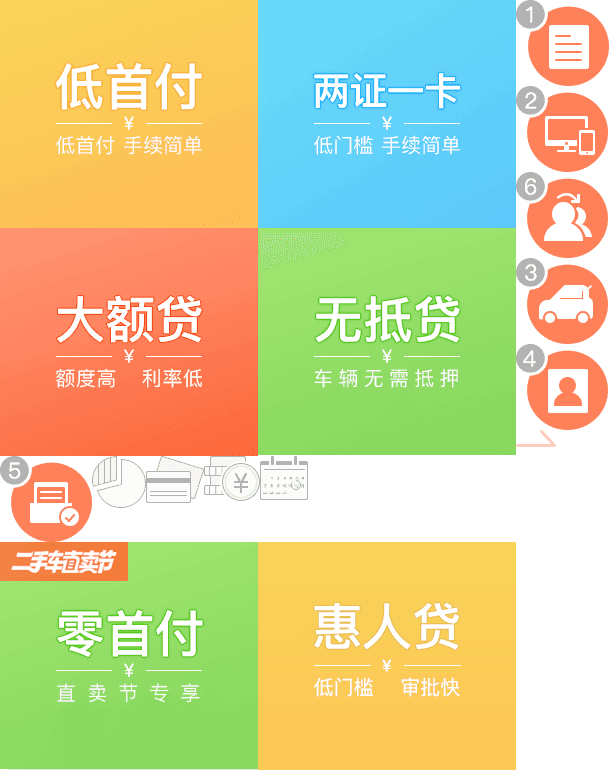 低首付
¥
低首付 手续简单
两证一卡
¥
低门槛 手续简单
1
2
6
3
4
大额贷
¥
额度高 利率低
无抵贷
¥
车辆无需抵押
5
¥
二手车直卖节
零首付
¥
直卖节专享
惠人贷
¥
低门槛 审批快